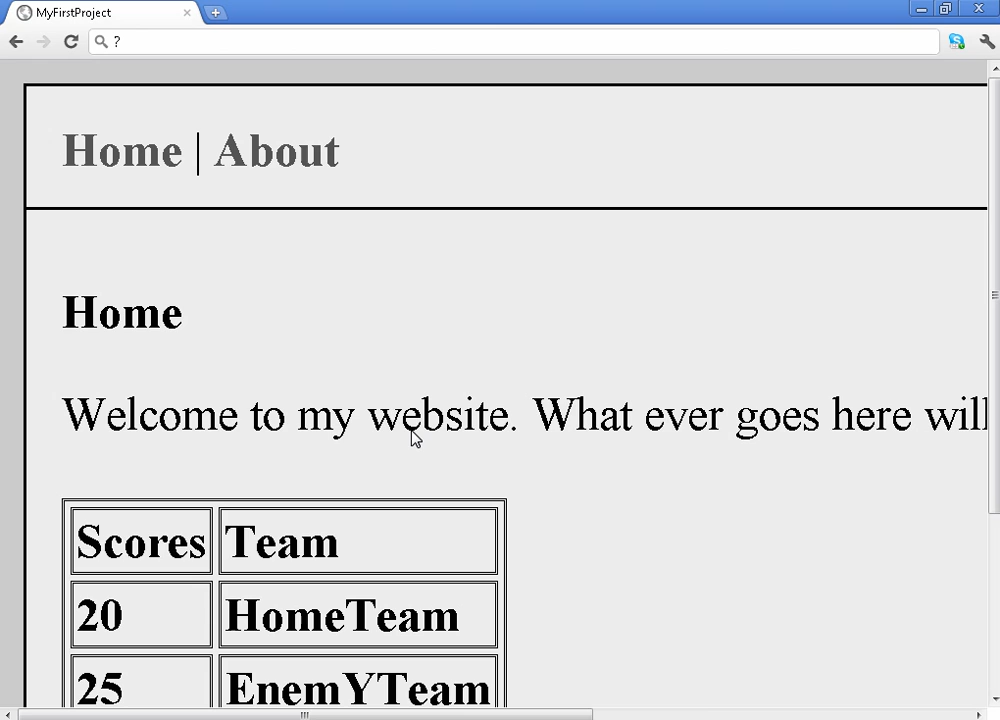 MyFirstProject
?
Home | About
Home
Welcome to my website. What ever goes here will
Scores Team
20 HomeTeam
25 EnemYTeam